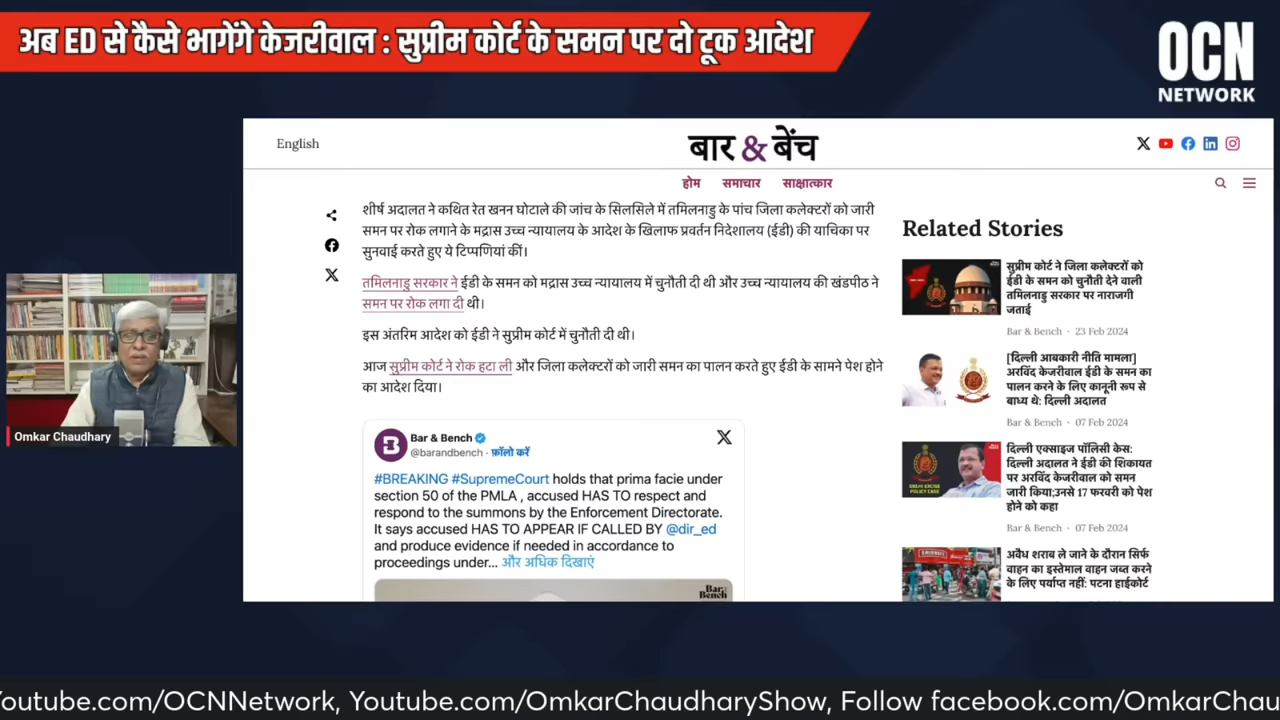 अब ED से कैसे भागेंगे केजरीवाल : सुप्रीम कोर्ट के समन पर दो टूक आदेश
OCN
NETWORK
English
बार & बेंच
होम समाचार साक्षात्कार
शीर्ष अदालत ने कथित रेत खनन घोटाले की जांच के सिलसिले में तमिलनाडु के पांच जिला कलेक्टरों को जारी
समन पर रोक लगाने के मद्रास उच्च न्यायालय के आदेश के खिलाफ प्रवर्तन निदेशालय (ईडी) की याचिका पर
सुनवाई करते हुए ये टिप्पणियां कीं।
तमिलनाडु सरकार ने ईडी के समन को मद्रास उच्च न्यायालय में चुनौती दी थी और उच्च न्यायालय की खंडपीठ ने
समन पर रोक लगा दी थी।
इस अंतरिम आदेश को ईडी ने सुप्रीम कोर्ट में चुनौती दी थी।
आज सुप्रीम कोर्ट ने रोक हटा ली और जिला कलेक्टरों को जारी समन का पालन करते हुए ईडी के सामने पेश होने
का आदेश दिया।
Bar & Bench
@barandbench · फ़ॉलो करें
#BREAKING #SupremeCourt holds that prima facie under
section 50 of the PMLA , accused HAS TO respect and
respond to the summons by the Enforcement Directorate.
It says accused HAS TO APPEAR IF CALLED BY @dir_ed
and produce evidence if needed in accordance to
proceedings under... और अधिक दिखाएं
Bar&
Bench
Related Stories
सुप्रीम कोर्ट ने जिला कलेक्टरों को
ईडी के समन को चुनौती देने वाली
तमिलनाडु सरकार पर नाराजगी
जताई
Bar & Bench · 23 Feb 2024
[दिल्ली आबकारी नीति मामला]
अरविंद केजरीवाल ईडी के समन का
पालन करने के लिए कानूनी रूप से
बाध्य थे: दिल्ली अदालत
Bar & Bench · 07 Feb 2024
DELHI EXCISE
POLICY CASE
दिल्ली एक्साइज पॉलिसी केस:
दिल्ली अदालत ने ईडी की शिकायत
पर अरविंद केजरीवाल को समन
जारी किया;उनसे 17 फरवरी को पेश
होने को कहा
Bar & Bench · 07 Feb 2024
अवैध शराब ले जाने के दौरान सिर्फ
वाहन का इस्तेमाल वाहन जब्त करने
के लिए पर्याप्त नहीं: पटना हाईकोर्ट
Omkar Chaudhary
Youtube.com/OCNNetwork, Youtube.com/OmkarChaudharyShow, Follow facebook.com/OmkarChau